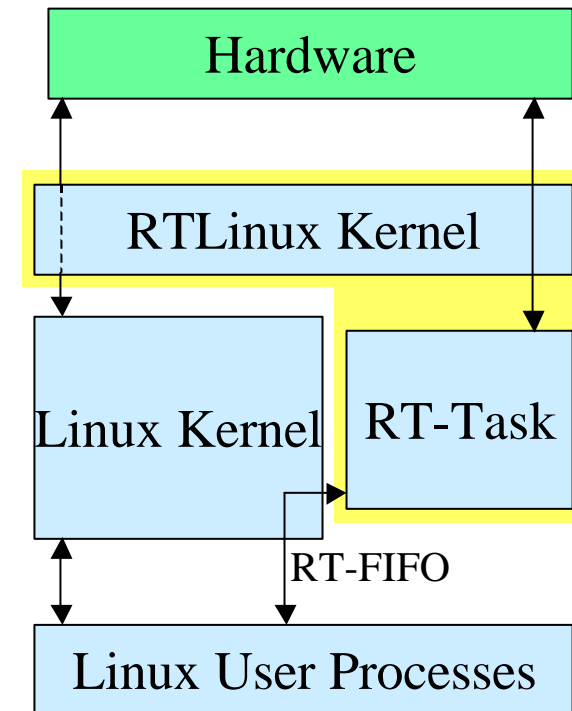 Hardware
RTLinux Kernel
Linux Kernel
RT-Task
RT-FIFO
Linux User Processes